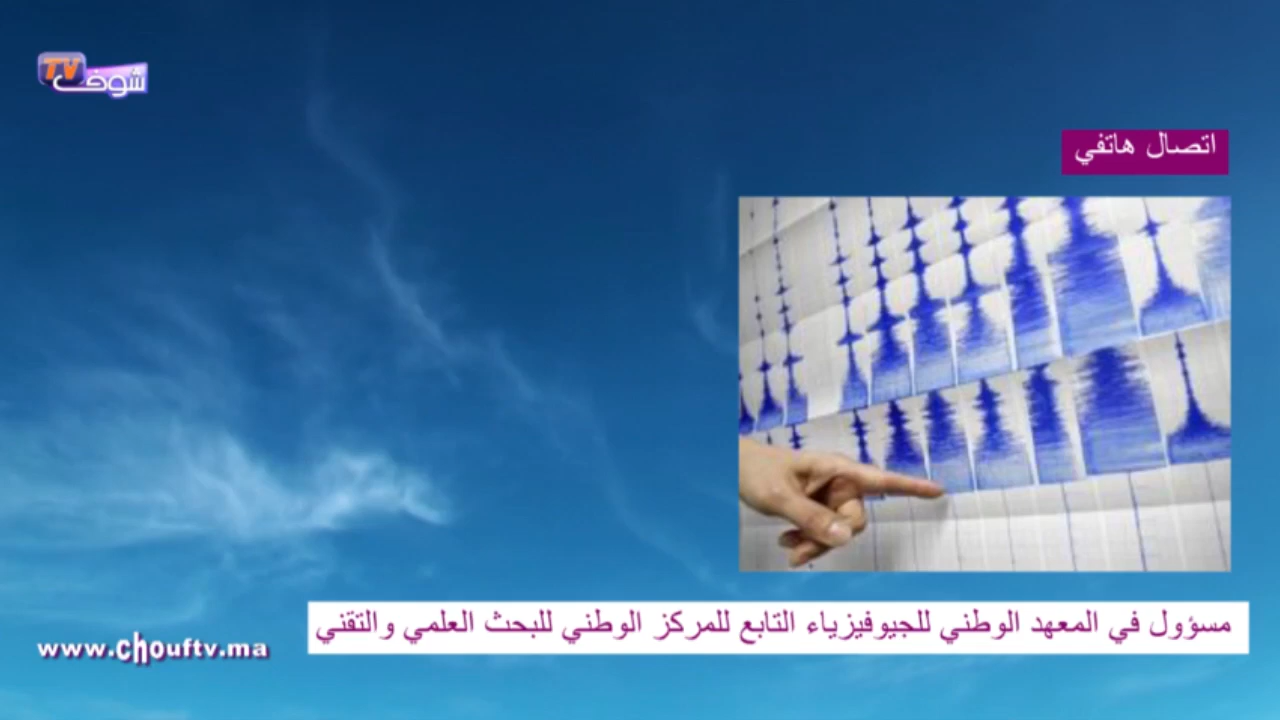 TV شوف
اتصال هاتفي
مسؤول في المعهد الوطني للجيوفيزياء التابع للمركز الوطني للبحث العلمي والتقني
www.chouftv.ma